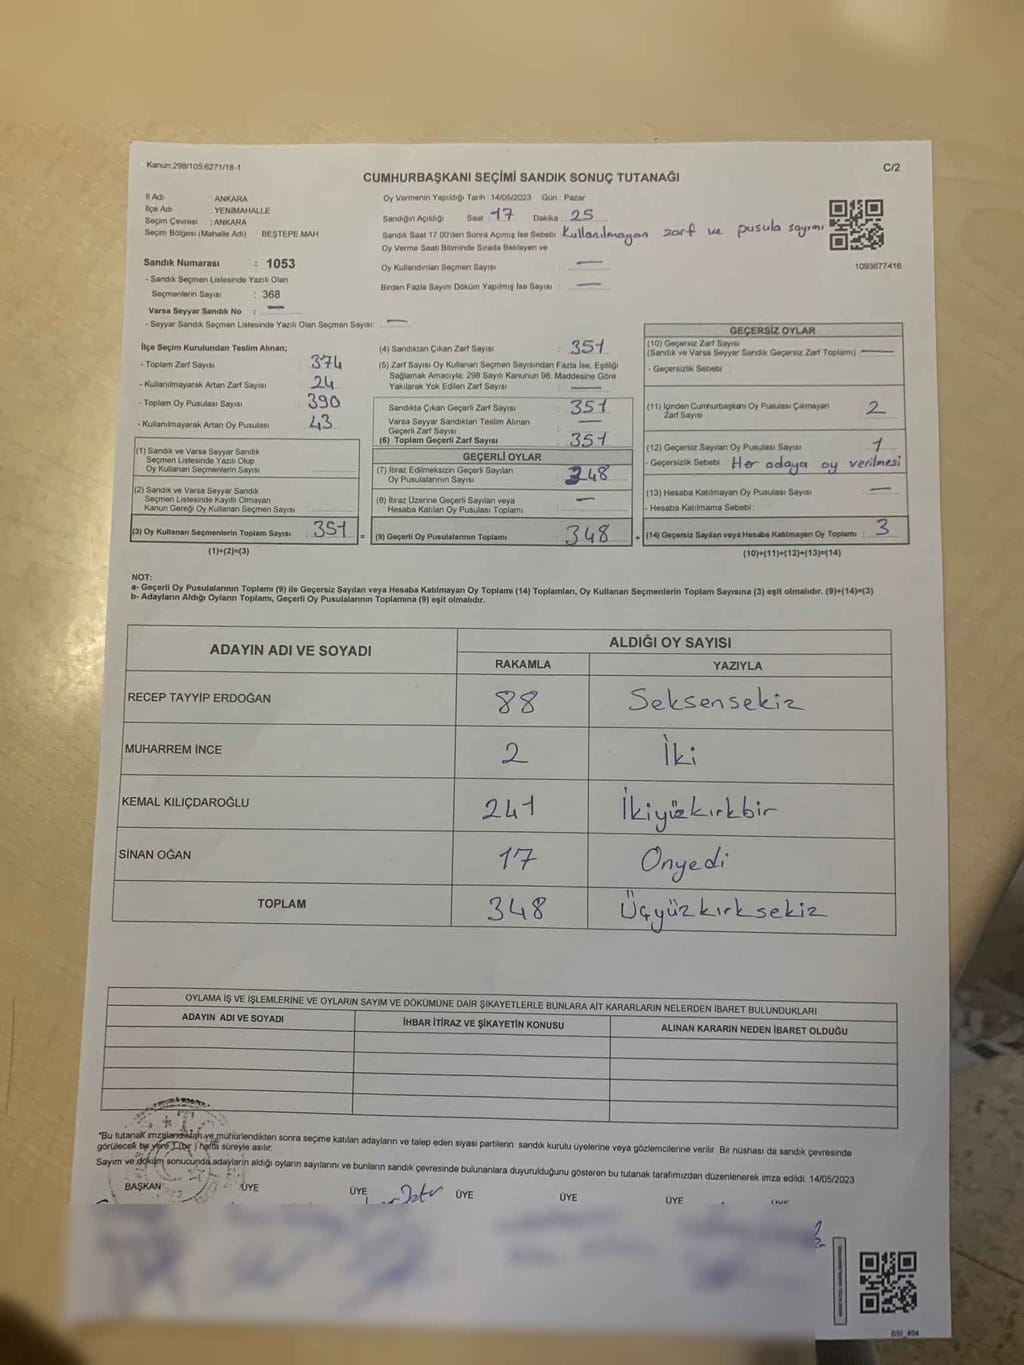 Kanun.298/105.6271/18-1
C/2
CUMHURBAŞKANI SEÇİMİ SANDIK SONUÇ TUTANAĞI
İl Adı : ANKARA
İlçe Adı : YENİMAHALLE
Seçim Çevresi : ANKARA
Seçim Bölgesi (Mahalle Adı) BEŞTEPE MAH.
Sandık Numarası : 1053
- Sandık Seçmen Listesinde Yazılı Olan
Seçmenlerin Sayısı : 368
Varsa Seyyar Sandık No : —
- Seyyar Sandık Seçmen Listesinde Yazılı Olan Seçmen Sayısı: —
Oy Vermenin Yapıldığı Tarih : 14/05/2023 Gün : Pazar
Sandığın Açıldığı Saat 17 Dakika : 25
Sandık Saat 17.00'den Sonra Açımış İse Sebebi Kullanılmayan zarf ve pusula sayımı
Oy Verme Saati Bitiminde Sırada Bekleyen ve
Oy Kullandırılan Seçmen Sayısı : —
Birden Fazla Sayım Döküm Yapılmış İse Sayısı : —
1093677416
İlçe Seçim Kurulundan Teslim Alınan;
- Toplam Zarf Sayısı : 374
- Kullanılmayarak Artan Zarf Sayısı : 24
- Toplam Oy Pusulası Sayısı : 390
- Kullanılmayarak Artan Oy Pusulası : 43
(1) Sandık ve Varsa Seyyar Sandık
Seçmen Listesinde Yazılı Olup
Oy Kullanan Seçmenlerin Sayısı
(2) Sandık ve Varsa Seyyar Sandık
Seçmen Listesinde Kayıtlı Olmayan
Kanun Gereği Oy Kullanan Seçmen Sayısı :
(3) Oy Kullanan Seçmenlerin Toplam Sayısı : 351 =
(1)+(2)=(3)
(4) Sandıktan Çıkan Zarf Sayısı : 351
(5) Zarf Sayısı Oy Kullanan Seçmen Sayısından Fazla İse, Eşitliği
Sağlamak Amacıyla; 298 Sayılı Kanunun 98. Maddesine Göre
Yakılarak Yok Edilen Zarf Sayısı : —
Sandıkta Çıkan Geçerli Zarf Sayısı : 351
Varsa Seyyar Sandıktan Teslim Alınan
Geçerli Zarf Sayısı : —
(6) Toplam Geçerli Zarf Sayısı : 351
GEÇERLİ OYLAR
(7) İtiraz Edilmeksizin Geçerli Sayılan
Oy Pusulalarının Sayısı : 348
(8) İtiraz Üzerine Geçerli Sayılan veya
Hesaba Katılan Oy Pusulası Toplamı : —
(9) Geçerli Oy Pusulalarının Toplamı : 348 +
GEÇERSİZ OYLAR
(10) Geçersiz Zarf Sayısı
(Sandık ve Varsa Seyyar Sandık Geçersiz Zarf Toplamı) : —
- Geçersizlik Sebebi :
(11) İçinden Cumhurbaşkanı Oy Pusulası Çıkmayan
Zarf Sayısı : 2
(12) Geçersiz Sayılan Oy Pusulası Sayısı : 1
- Geçersizlik Sebebi : Her adaya oy verilmesi
(13) Hesaba Katılmayan Oy Pusulası Sayısı : —
- Hesaba Katılmama Sebebi :
(14) Geçersiz Sayılan veya Hesaba Katılmayan Oy Toplamı : 3
(10)+(11)+(12)+(13)=(14)
NOT:
a- Geçerli Oy Pusulalarının Toplamı (9) ile Geçersiz Sayılan veya Hesaba Katılmayan Oy Toplamı (14) Toplamları, Oy Kullanan Seçmenlerin Toplam Sayısına (3) eşit olmalıdır. (9)+(14)=(3)
b- Adayların Aldığı Oyların Toplamı, Geçerli Oy Pusulalarının Toplamına (9) eşit olmalıdır.
ADAYIN ADI VE SOYADI
ALDIĞI OY SAYISI
RAKAMLA YAZIYLA
RECEP TAYYİP ERDOĞAN 88 Seksensekiz
MUHARREM İNCE 2 İki
KEMAL KILIÇDAROĞLU 241 İkiyüzkırkbir
SİNAN OĞAN 17 Onyedi
TOPLAM 348 Üçyüzkırksekiz
OYLAMA İŞ VE İŞLEMLERİNE VE OYLARIN SAYIM VE DÖKÜMÜNE DAİR ŞİKAYETLERLE BUNLARA AİT KARARLARIN NELERDEN İBARET BULUNDUKLARI
ADAYIN ADI VE SOYADI İHBAR İTİRAZ VE ŞİKAYETİN KONUSU ALINAN KARARIN NEDEN İBARET OLDUĞU
"Bu tutanak imzalandıktan ve mühürlendikten sonra seçime katılan adayların ve talep eden siyasi partilerin sandık kurulu üyelerine veya gözlemcilerine verilir. Bir nüshası da sandık çevresinde
görülecek bir yere 1 (bir ) hafta süreyle asılır.
Sayım ve döküm sonucunda adayların aldığı oyların sayılarını ve bunların sandık çevresinde bulunanlara duyurulduğunu gösteren bu tutanak tarafımızdan düzenlenerek imza edildi. 14/05/2023
BAŞKAN ÜYE ÜYE ÜYE ÜYE ÜYE ÜYE
SSI_404